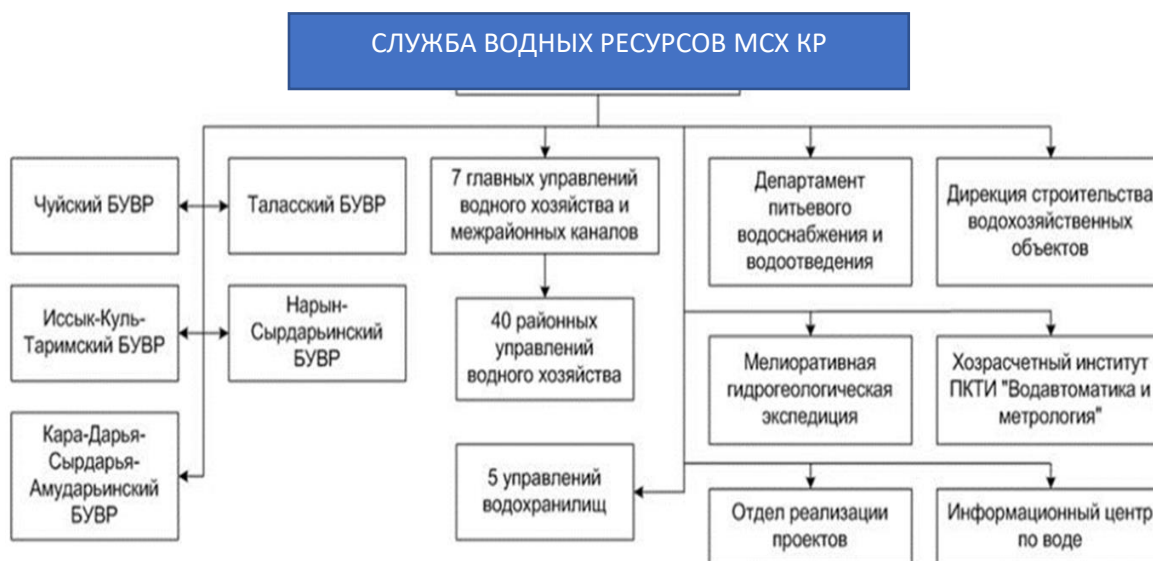 СЛУЖБА ВОДНЫХ РЕСУРСОВ МСХ КР
Чуйский БУВР
Таласский БУВР
7 главных управлений
водного хозяйства и
межрайонных каналов
Департамент
питьевого
водоснабжения и
водоотведения
Дирекция строительства
водохозяйственных
объектов
Иссык-Куль-
Таримский БУВР
Нарын-
Сырдарьинский
БУВР
40 районных
управлений
водного хозяйства
Мелиоративная
гидрогеологическая
экспедиция
Хозрасчетный институт
ПКТИ "Водавтоматика и
метрология"
Кара-Дарья-
Сырдарья-
Амударьинский
БУВР
5 управлений
водохранилищ
Отдел реализации
проектов
Информационный центр
по воде